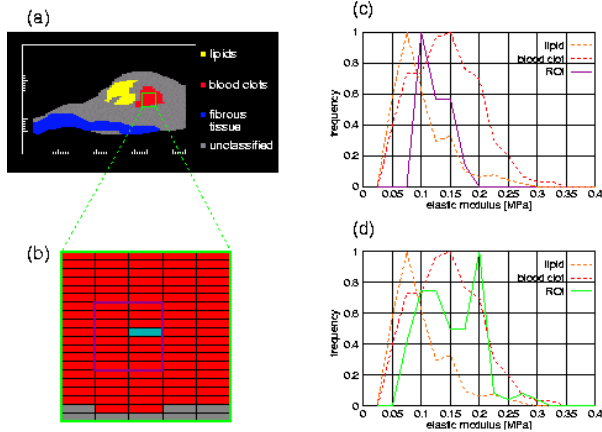 (a)
lipids
blood clots
fibrous
tissue
unclassified
(b)
(c)
lipid
blood clot
ROI
1
0.8
0.6
0.4
0.2
0
frequency
0 0.05 0.1 0.15 0.2 0.25 0.3 0.35 0.4
elastic modulus [MPa]
(d)
lipid
blood clot
ROI
1
0.8
0.6
0.4
0.2
0
frequency
0 0.05 0.1 0.15 0.2 0.25 0.3 0.35 0.4
elastic modulus [MPa]